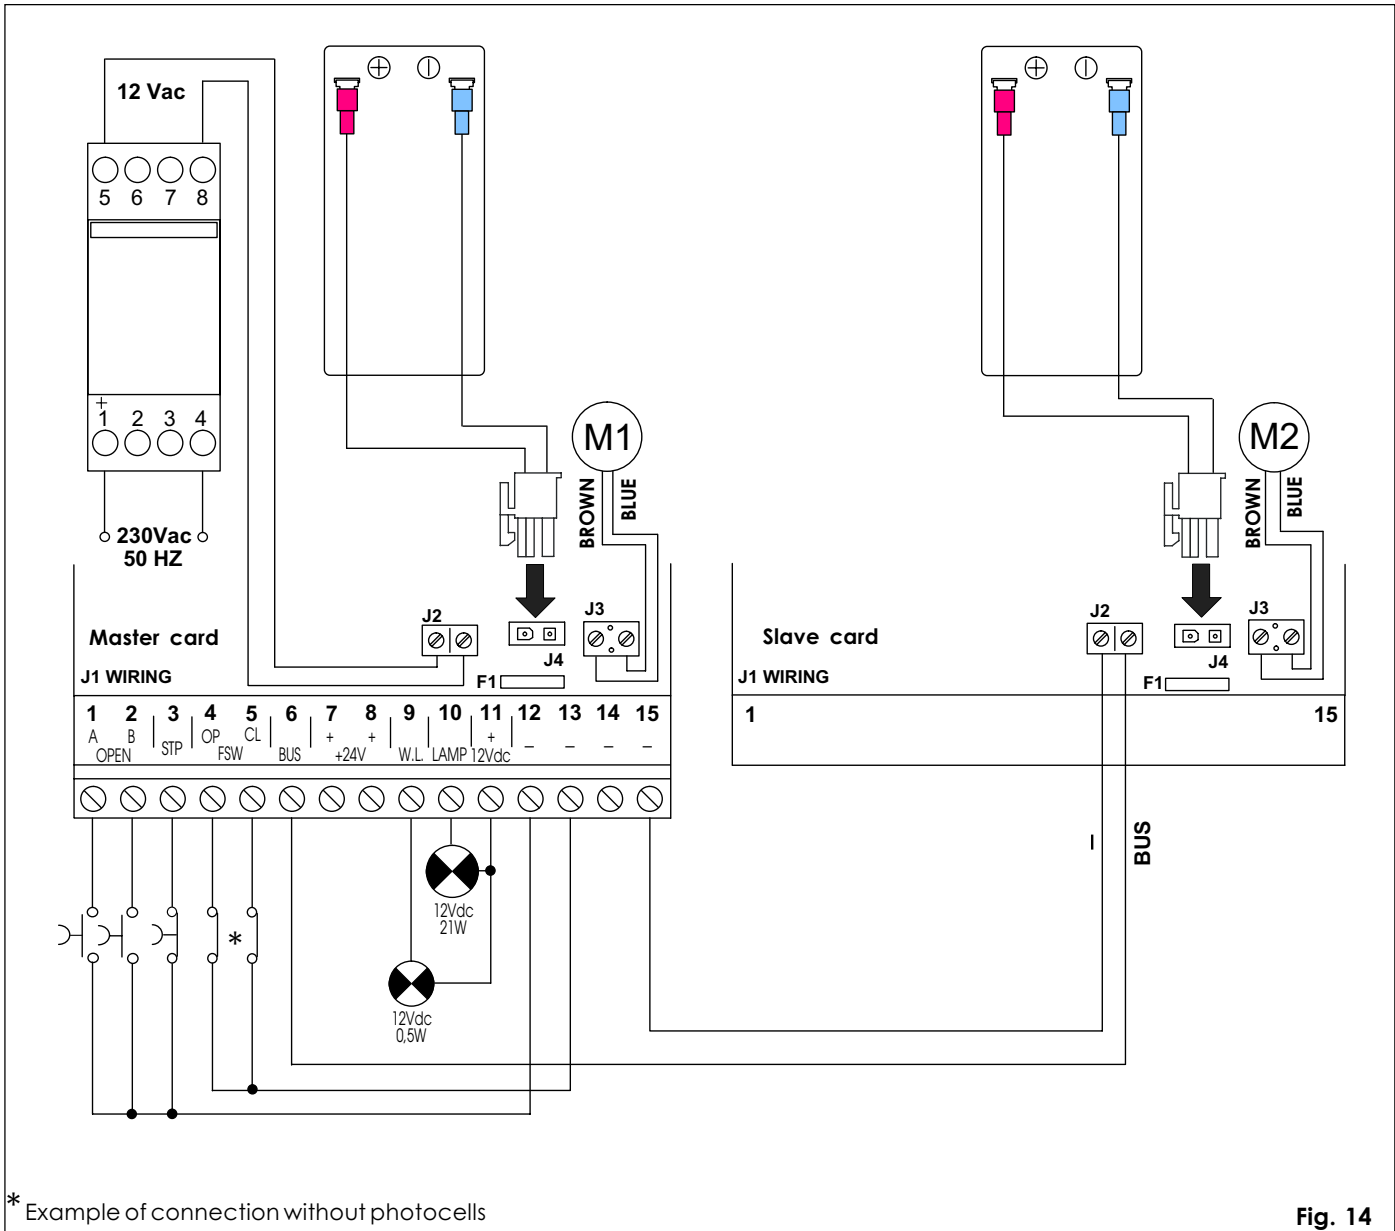 12 Vac
5 6 7 8
+
1 2 3 4
230Vac
50 HZ
M1
BROWN
BLUE
M2
BROWN
BLUE
J2
J3
J4
F1
Master card
J1 WIRING
1 2 3 4 5 6 7 8 9 10 11 12 13 14 15
A B OP CL + + + – – – –
OPEN STP FSW BUS +24V W.L. LAMP 12Vdc
J2
J3
J4
F1
Slave card
J1 WIRING
1 15
– BUS
12Vdc
21W
*
12Vdc
0,5W
* Example of connection without photocells
Fig. 14